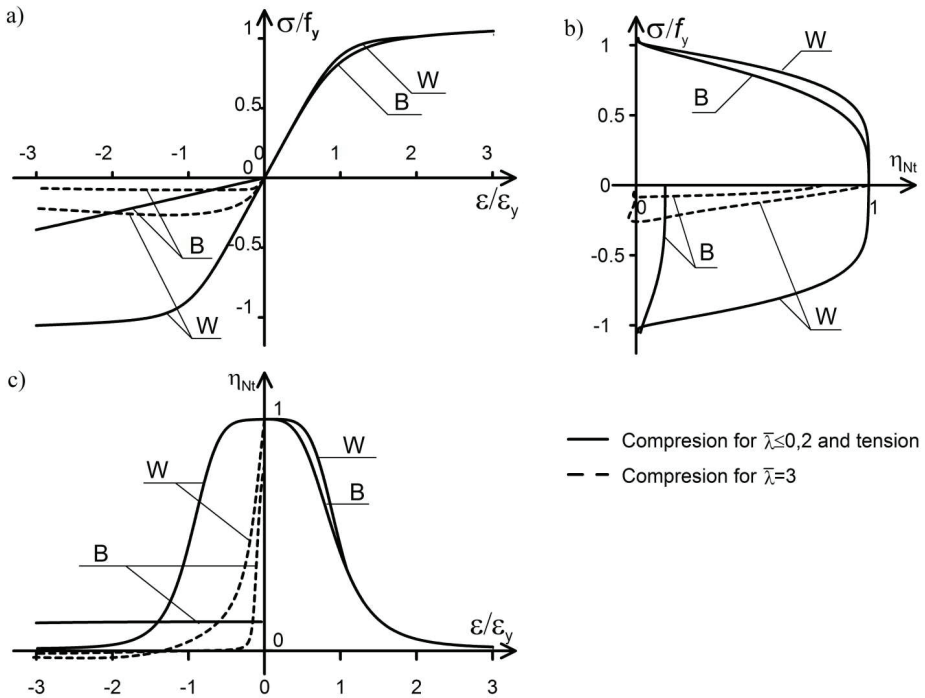 a)
σ/fy
1
W
B
0.5
-3 -2 -1 0 1 2 3
0
ε/εy
B
-0.5
W
-1
b)
σ/fy
1
W
B
0.5
ηNt
0
0 1
B
-0.5
W
-1
c)
ηNt
1
W
W
B
B
0
ε/εy
-3 -2 -1 0 1 2 3
Compresion for λ̅≤0,2 and tension
Compresion for λ̅=3